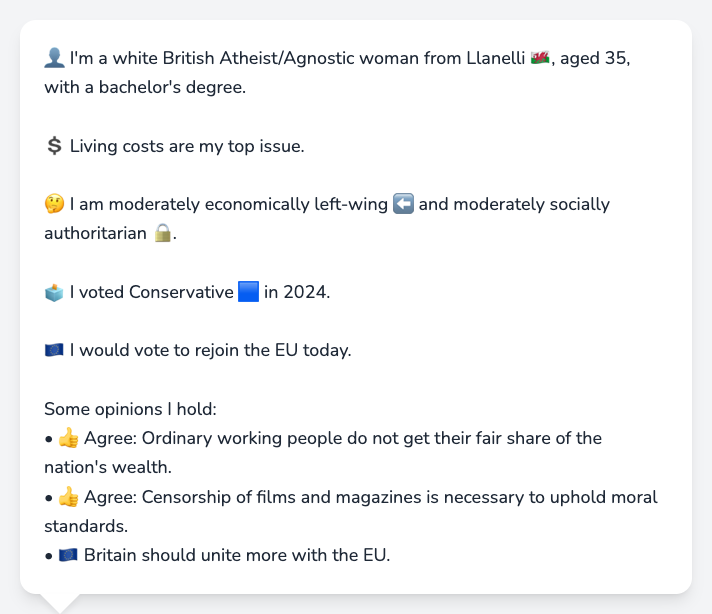 👤 I'm a white British Atheist/Agnostic woman from Llanelli 🏴󠁧󠁢󠁷󠁬󠁳󠁿, aged 35,
with a bachelor's degree.
💲 Living costs are my top issue.
🤔 I am moderately economically left-wing ⬅️ and moderately socially
authoritarian 🔒.
🗳️ I voted Conservative 🟦 in 2024.
🇪🇺 I would vote to rejoin the EU today.
Some opinions I hold:
• 👍 Agree: Ordinary working people do not get their fair share of the
nation's wealth.
• 👍 Agree: Censorship of films and magazines is necessary to uphold moral
standards.
• 🇪🇺 Britain should unite more with the EU.